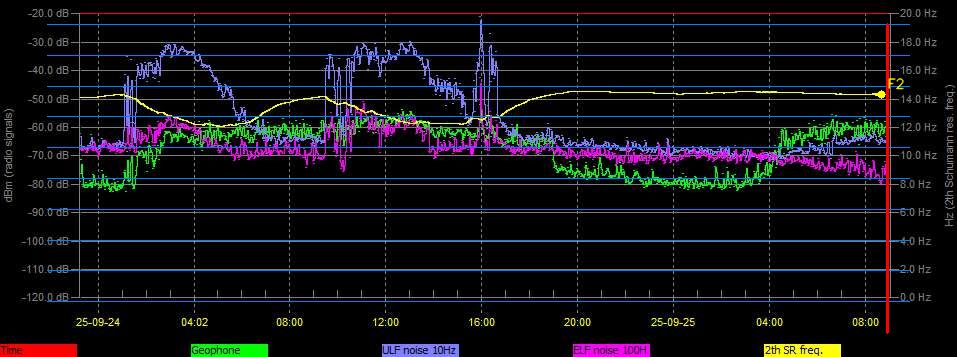 -20.0 dB 20.0 Hz
-30.0 dB 18.0 Hz
-40.0 dB 16.0 Hz
F2
-50.0 dB 14.0 Hz
-60.0 dB 12.0 Hz
-70.0 dB 10.0 Hz
-80.0 dB 8.0 Hz
-90.0 dB 6.0 Hz
-100.0 dB 4.0 Hz
-110.0 dB 2.0 Hz
-120.0 dB 0.0 Hz
dBm (radio signals)
Hz (2th Schumann res. freq.)
25-09-24 04:02 08:00 12:00 16:00 20:00 25-09-25 04:00 08:00
Time Geophone ULF noise 10Hz ELF noise 100H 2th SR freq.